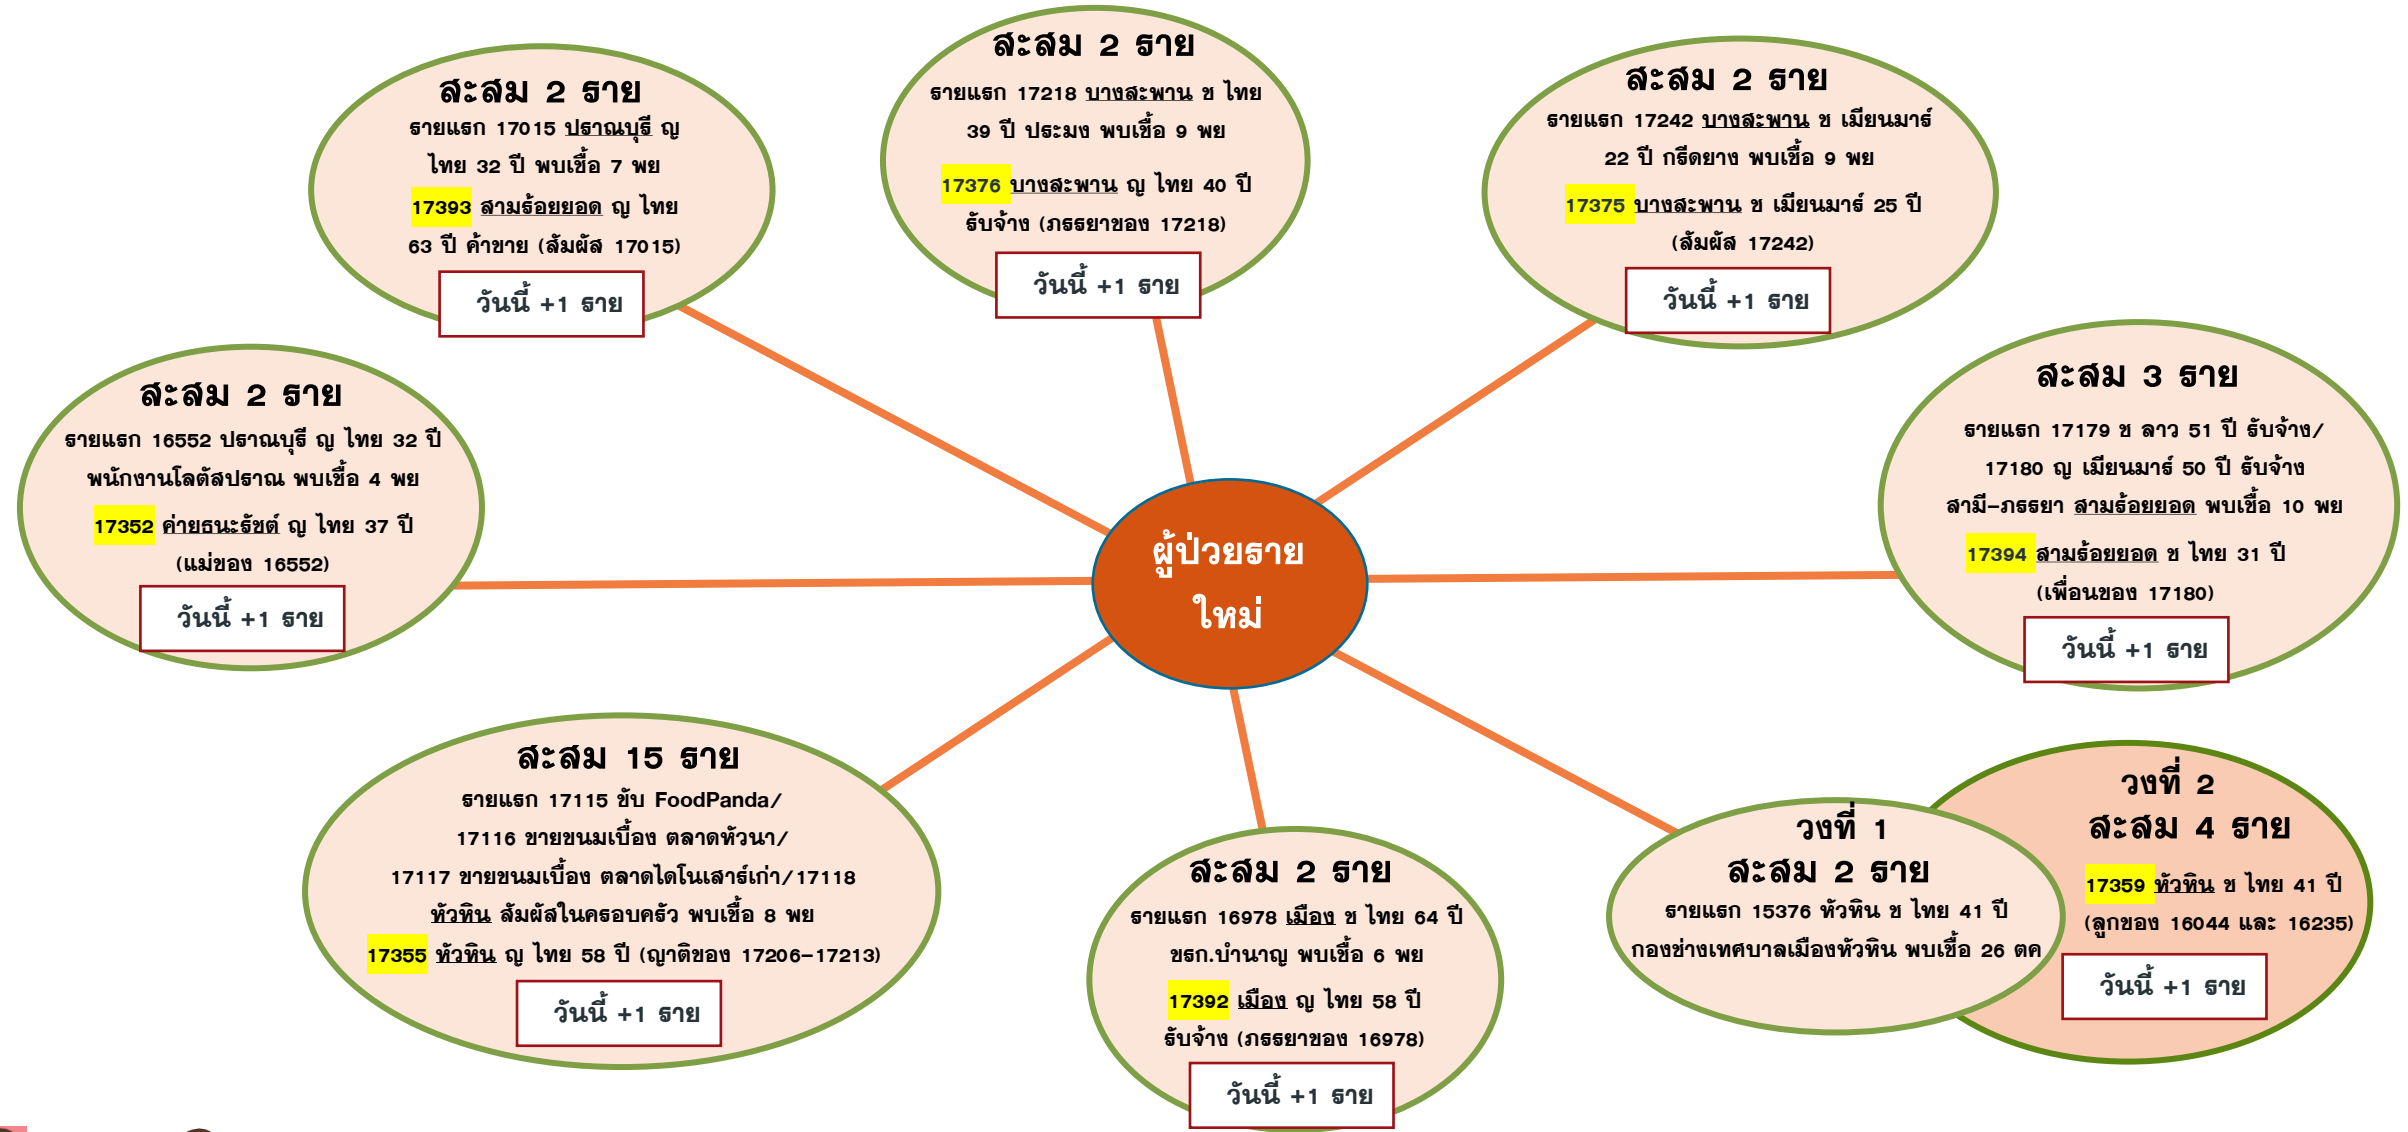 สะสม 2 ราย
รายแรก 17218 บางสะพาน ช ไทย
39 ปี ประมง พบเชื้อ 9 พย
17376 บางสะพาน ญ ไทย 40 ปี
รับจ้าง (ภรรยาของ 17218)
วันนี้ +1 ราย
สะสม 2 ราย
รายแรก 17015 ปราณบุรี ญ
ไทย 32 ปี พบเชื้อ 7 พย
17393 สามร้อยยอด ญ ไทย
63 ปี ค้าขาย (สัมผัส 17015)
วันนี้ +1 ราย
สะสม 2 ราย
รายแรก 17242 บางสะพาน ช เมียนมาร์
22 ปี กรีดยาง พบเชื้อ 9 พย
17375 บางสะพาน ช เมียนมาร์ 25 ปี
(สัมผัส 17242)
วันนี้ +1 ราย
สะสม 2 ราย
รายแรก 16552 ปราณบุรี ญ ไทย 32 ปี
พนักงานโลตัสปราณ พบเชื้อ 4 พย
17352 ค่ายธนะรัชต์ ญ ไทย 37 ปี
(แม่ของ 16552)
วันนี้ +1 ราย
สะสม 3 ราย
รายแรก 17179 ช ลาว 51 ปี รับจ้าง/
17180 ญ เมียนมาร์ 50 ปี รับจ้าง
สามี-ภรรยา สามร้อยยอด พบเชื้อ 10 พย
17394 สามร้อยยอด ช ไทย 31 ปี
(เพื่อนของ 17180)
วันนี้ +1 ราย
ผู้ป่วยราย
ใหม่
สะสม 15 ราย
รายแรก 17115 ขับ FoodPanda/
17116 ขายขนมเบื้อง ตลาดหัวนา/
17117 ขายขนมเบื้อง ตลาดไดโนเสาร์เก่า/17118
หัวหิน สัมผัสในครอบครัว พบเชื้อ 8 พย
17355 หัวหิน ญ ไทย 58 ปี (ญาติของ 17206-17213)
วันนี้ +1 ราย
สะสม 2 ราย
รายแรก 16978 เมือง ช ไทย 64 ปี
ขรก.บำนาญ พบเชื้อ 6 พย
17392 เมือง ญ ไทย 58 ปี
รับจ้าง (ภรรยาของ 16978)
วันนี้ +1 ราย
วงที่ 1
สะสม 2 ราย
รายแรก 15376 หัวหิน ช ไทย 41 ปี
กองช่างเทศบาลเมืองหัวหิน พบเชื้อ 26 ตค
วงที่ 2
สะสม 4 ราย
17359 หัวหิน ช ไทย 41 ปี
(ลูกของ 16044 และ 16235)
วันนี้ +1 ราย